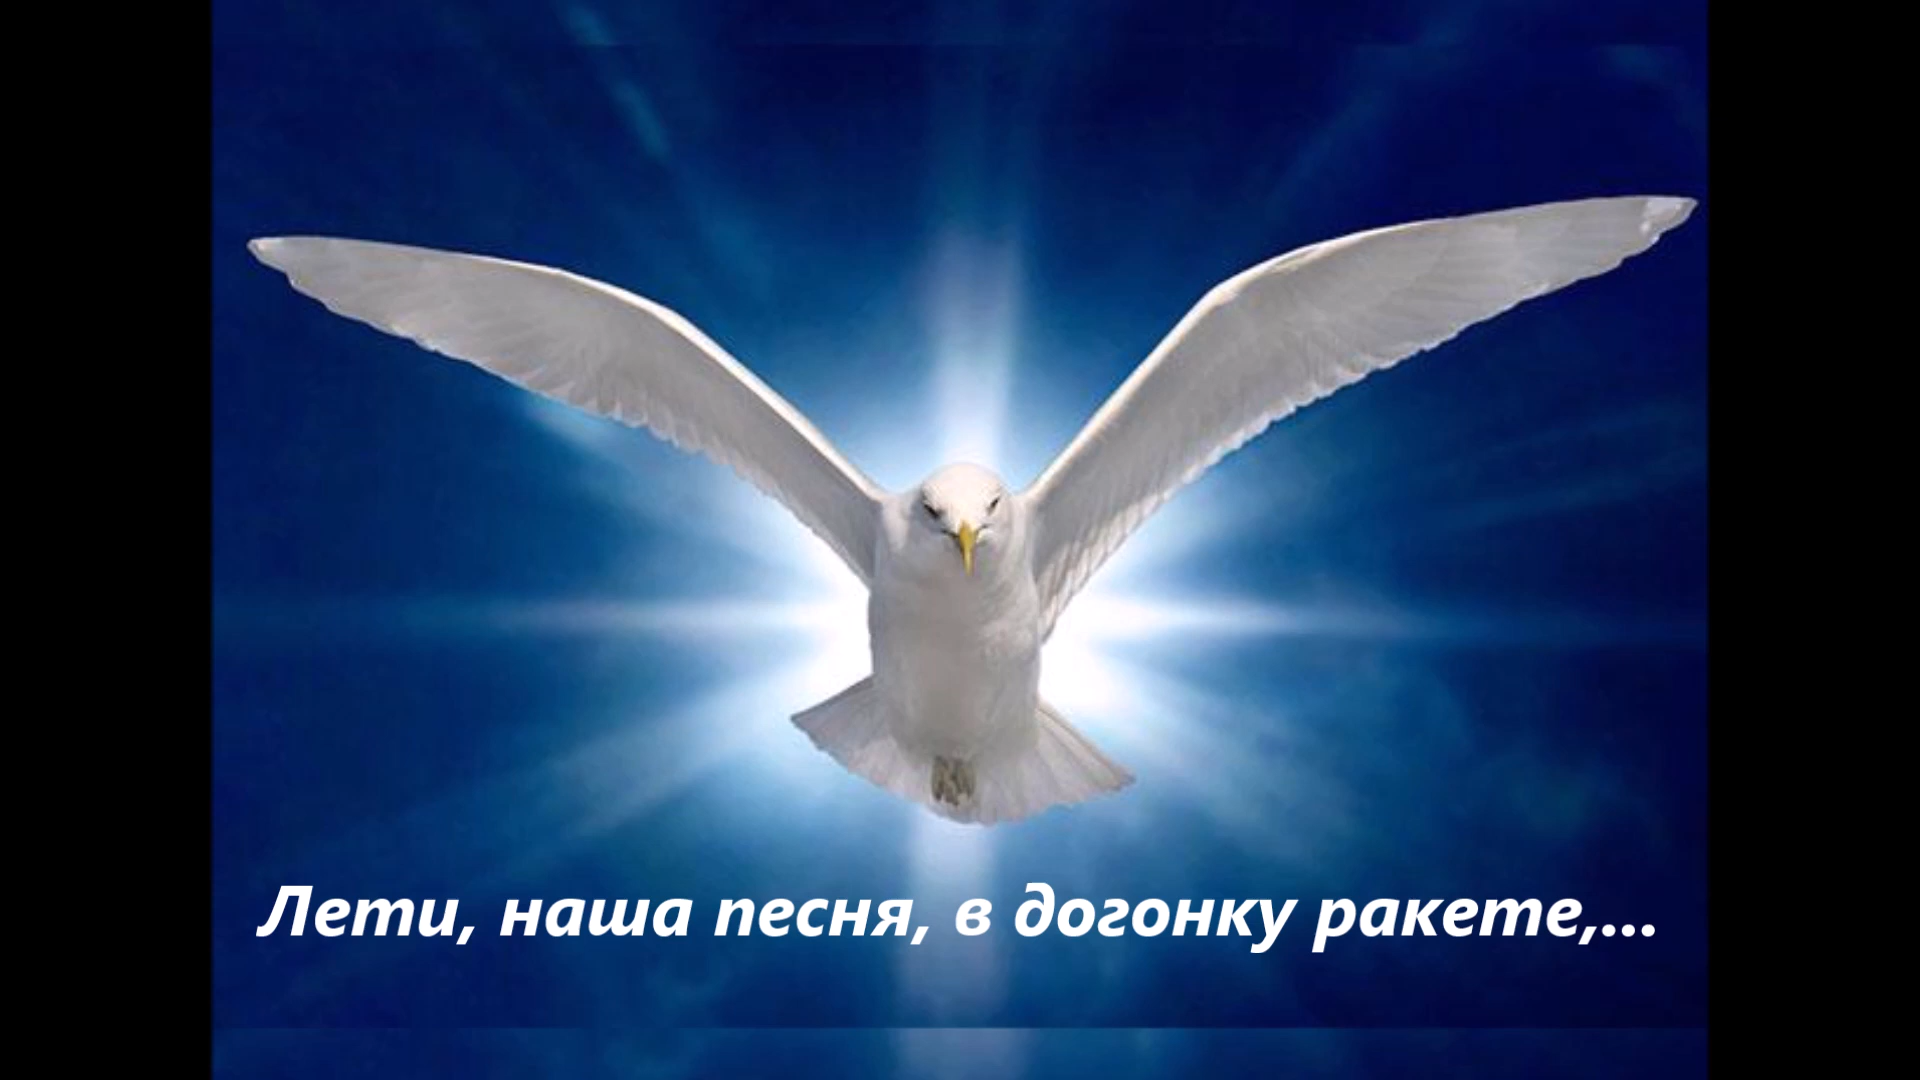 Лети, наша песня, в догонку ракете,...